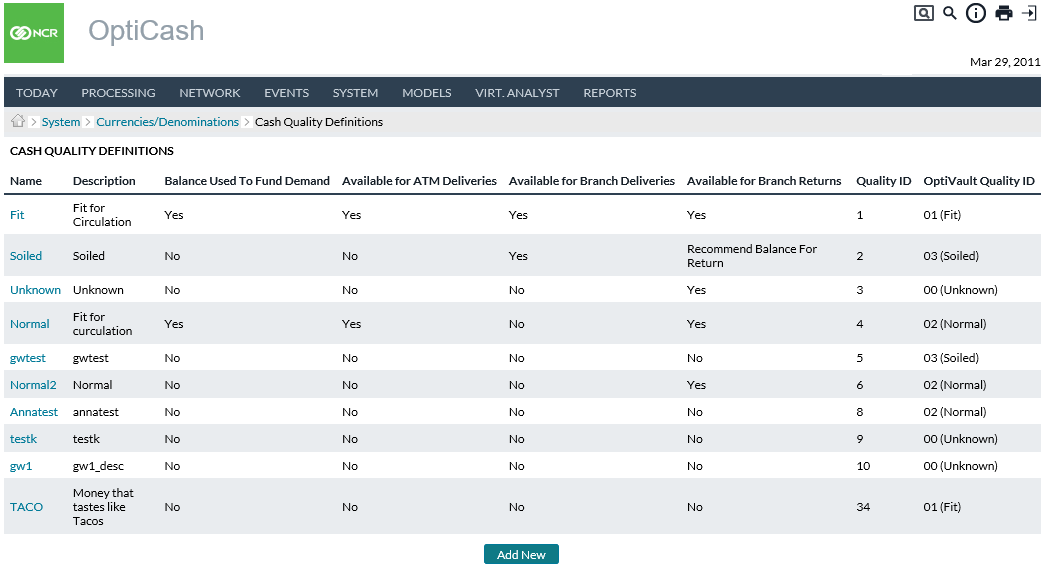 NCR
OptiCash
Mar 29, 2011
TODAY PROCESSING NETWORK EVENTS SYSTEM MODELS VIRT. ANALYST REPORTS
> System > Currencies/Denominations > Cash Quality Definitions
CASH QUALITY DEFINITIONS
Name Description Balance Used To Fund Demand Available for ATM Deliveries Available for Branch Deliveries Available for Branch Returns Quality ID OptiVault Quality ID
Fit Fit for Circulation Yes Yes Yes Yes 1 01 (Fit)
Soiled Soiled No No Yes Recommend Balance For Return 2 03 (Soiled)
Unknown Unknown No No No Yes 3 00 (Unknown)
Normal Fit for curculation Yes Yes No Yes 4 02 (Normal)
gwtest gwtest No No No No 5 03 (Soiled)
Normal2 Normal No No No Yes 6 02 (Normal)
Annatest annatest No No No No 8 02 (Normal)
testk testk No No No No 9 00 (Unknown)
gw1 gw1_desc No No No No 10 00 (Unknown)
TACO Money that tastes like Tacos No No No No 34 01 (Fit)
Add New